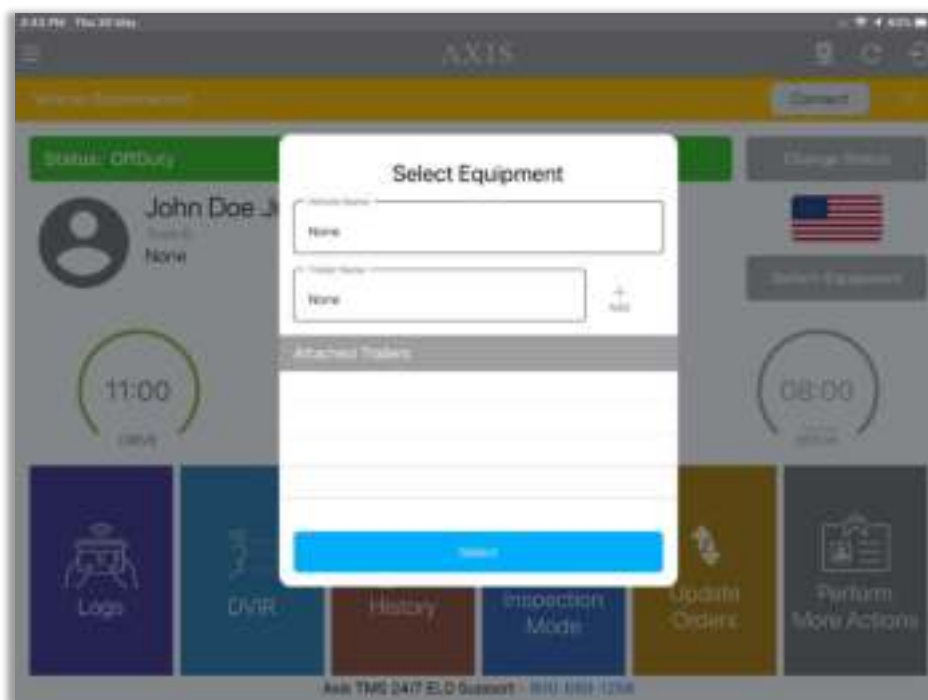 AXIS
Connect
Status: OffDuty
Change Status
John Doe
None
Select Equipment
Select Equipment
Vehicle Name
None
Trailer Name
None
Add
Attached Trailers
11:00
DRIVE
08:00
Select
Logs
DVIR
History
Inspection
Mode
Update
Orders
Perform
More Actions
Axis TMS 24/7 ELD Support -